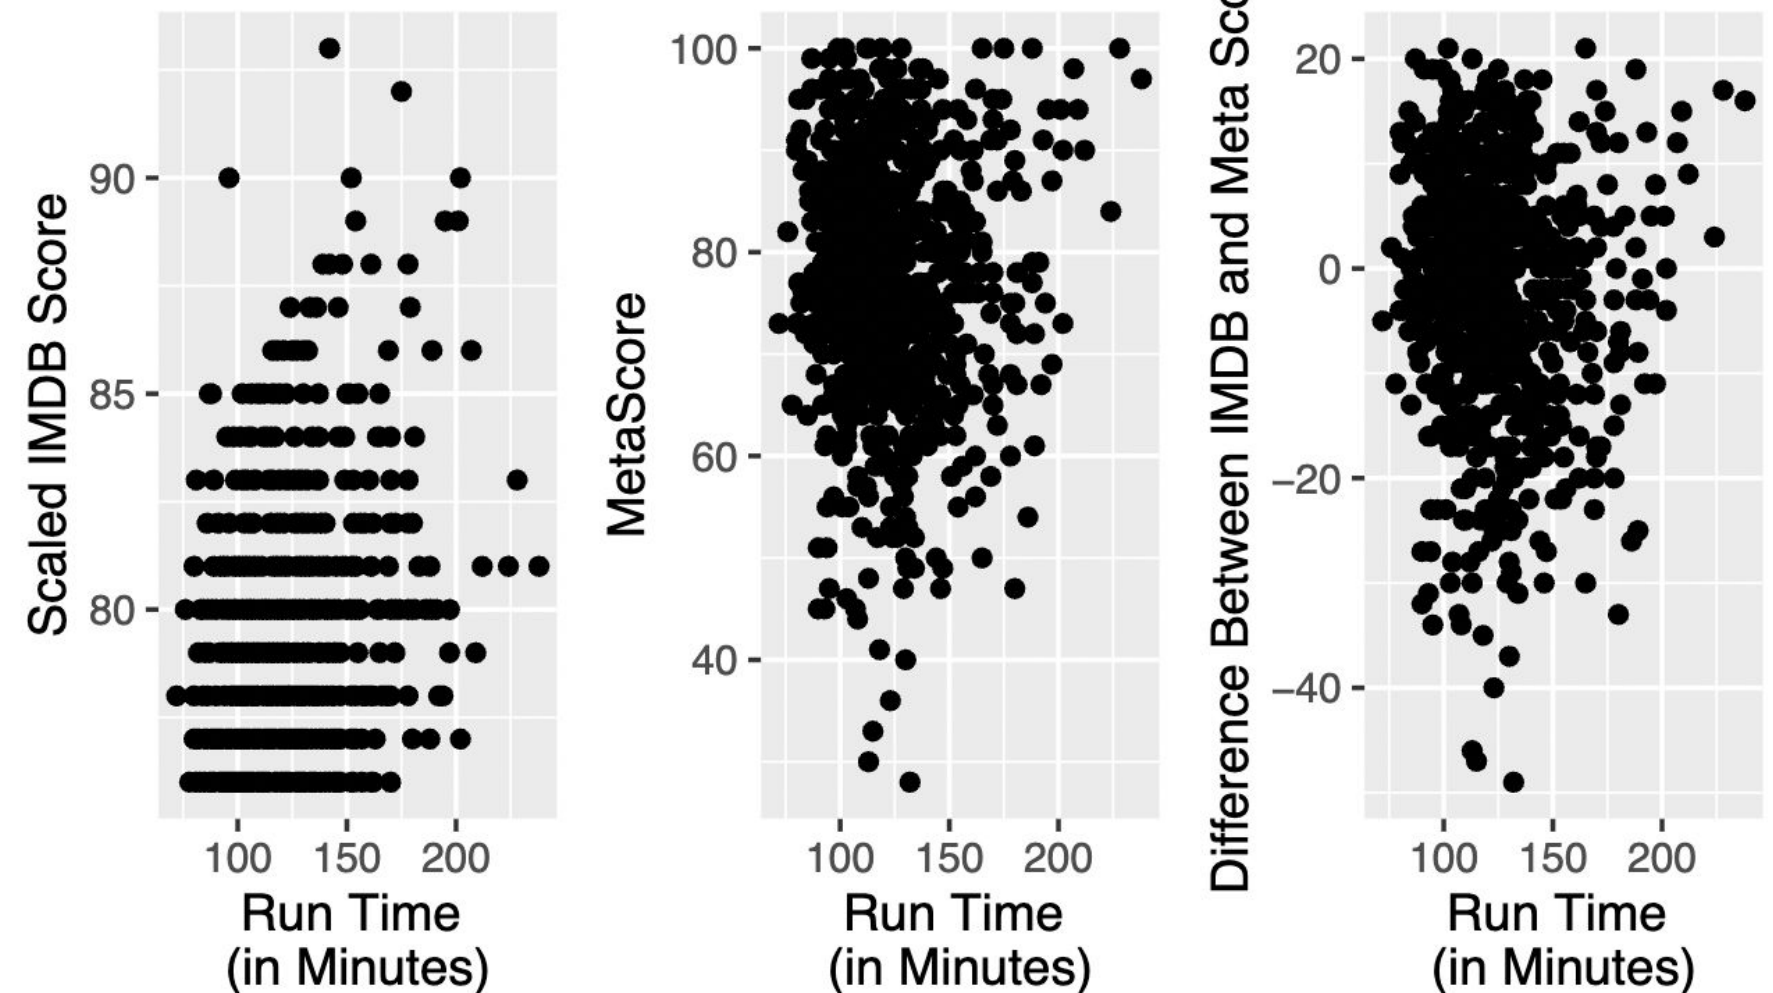 Scaled IMDB Score
90
85
80
100 150 200
Run Time
(in Minutes)
MetaScore
100
80
60
40
100 150 200
Run Time
(in Minutes)
Difference Between IMDB and Meta Sco
20
0
−20
−40
100 150 200
Run Time
(in Minutes)